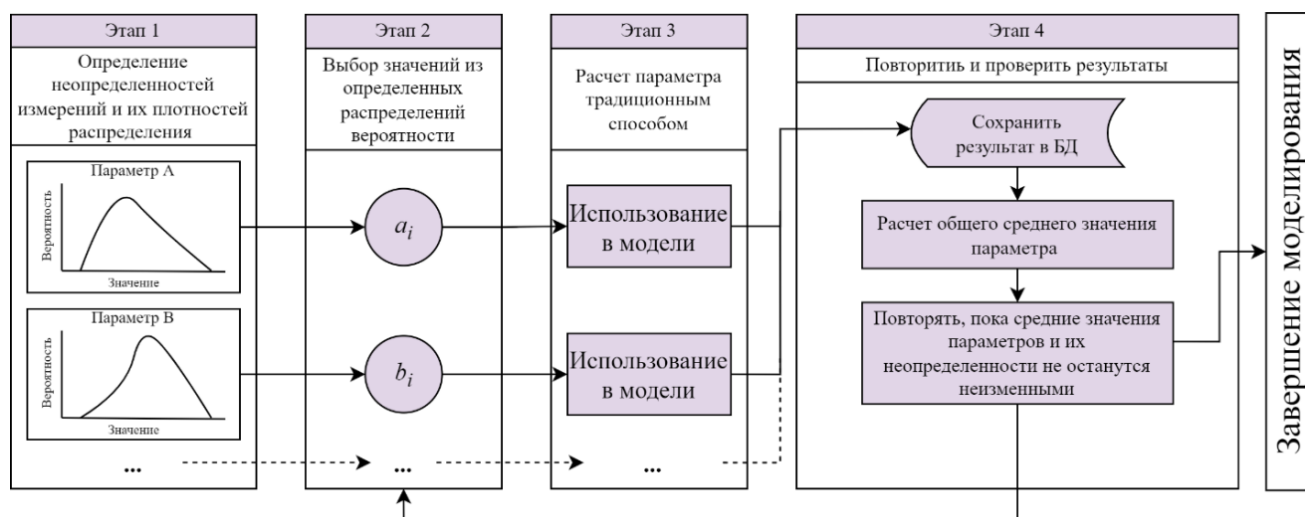 Этап 1
Определение
неопределенностей
измерений и их плотностей
распределения
Параметр A
Вероятность
Значение
Параметр B
Вероятность
Значение
...
Этап 2
Выбор значений из
определенных
распределений
вероятности
a_i
b_i
...
Этап 3
Расчет параметра
традиционным
способом
Использование
в модели
Использование
в модели
...
Этап 4
Повторитиь и проверить результаты
Сохранить
результат в БД
Расчет общего среднего значения
параметра
Повторять, пока средние значения
параметров и их
неопределенности не останутся
неизменными
Завершение моделирования